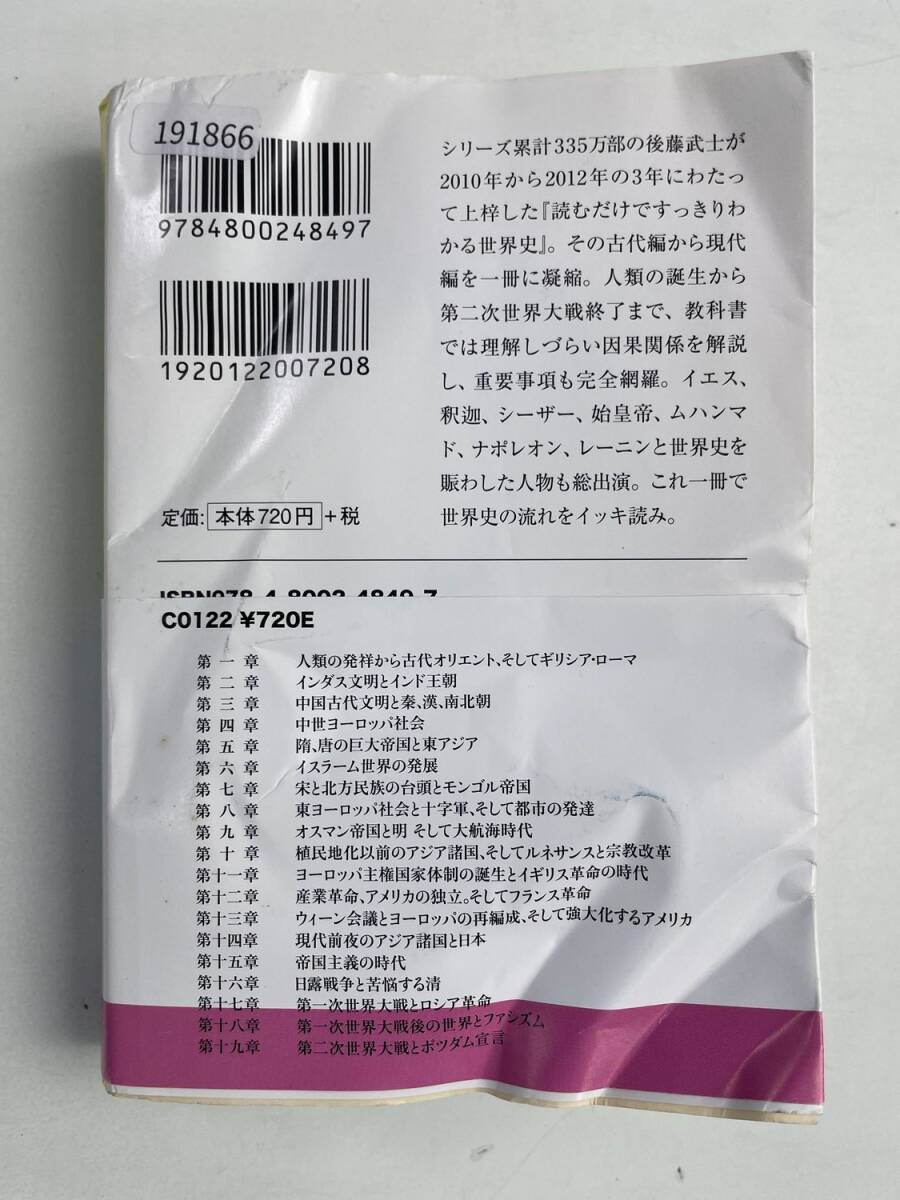 191866
9784800248497
1920122007208
定価: 本体720円 +税
シリーズ累計335万部の後藤武士が
2010年から2012年の3年にわたっ
て上梓した『読むだけですっきりわ
かる世界史』。その古代編から現代
編を一冊に凝縮。人類の誕生から
第二次世界大戦終了まで、教科書
では理解しづらい因果関係を解説
し、重要事項も完全網羅。イエス、
釈迦、シーザー、始皇帝、ムハンマ
ド、ナポレオン、レーニンと世界史を
賑わした人物も総出演。これ一冊で
世界史の流れをイッキ読み。
ISBN978-4-8002-4849-7
C0122 ¥720E
第一章 人類の発祥から古代オリエント、そしてギリシア・ローマ
第二章 インダス文明とインド王朝
第三章 中国古代文明と秦、漢、南北朝
第四章 中世ヨーロッパ社会
第五章 隋、唐の巨大帝国と東アジア
第六章 イスラーム世界の発展
第七章 宋と北方民族の台頭とモンゴル帝国
第八章 東ヨーロッパ社会と十字軍、そして都市の発達
第九章 オスマン帝国と明 そして大航海時代
第十章 植民地化以前のアジア諸国、そしてルネサンスと宗教改革
第十一章 ヨーロッパ主権国家体制の誕生とイギリス革命の時代
第十二章 産業革命、アメリカの独立。そしてフランス革命
第十三章 ウィーン会議とヨーロッパの再編成、そして強大化するアメリカ
第十四章 現代前夜のアジア諸国と日本
第十五章 帝国主義の時代
第十六章 日露戦争と苦悩する清
第十七章 第一次世界大戦とロシア革命
第十八章 第一次世界大戦後の世界とファシズム
第十九章 第二次世界大戦とポツダム宣言